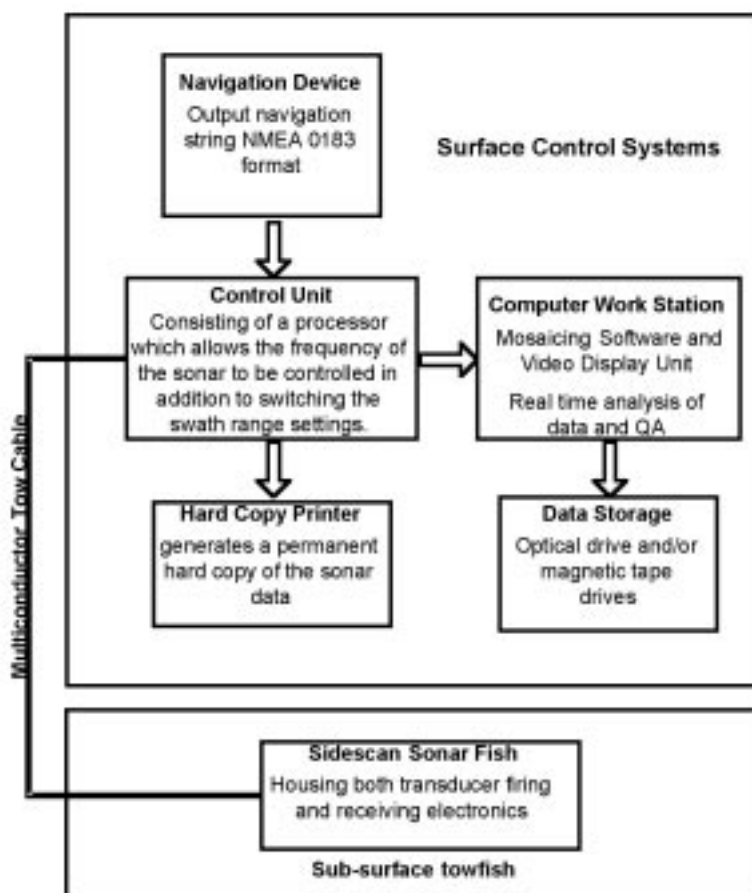 Navigation Device
Output navigation
string NMEA 0183
format
Surface Control Systems
Control Unit
Consisting of a processor
which allows the frequency of
the sonar to be controlled in
addition to switching the
swath range settings.
Computer Work Station
Mosaicing Software and
Video Display Unit
Real time analysis of
data and QA
Hard Copy Printer
generates a permanent
hard copy of the sonar
data
Data Storage
Optical drive and/or
magnetic tape
drives
Multiconductor Tow Cable
Sidescan Sonar Fish
Housing both transducer firing
and receiving electronics
Sub-surface towfish